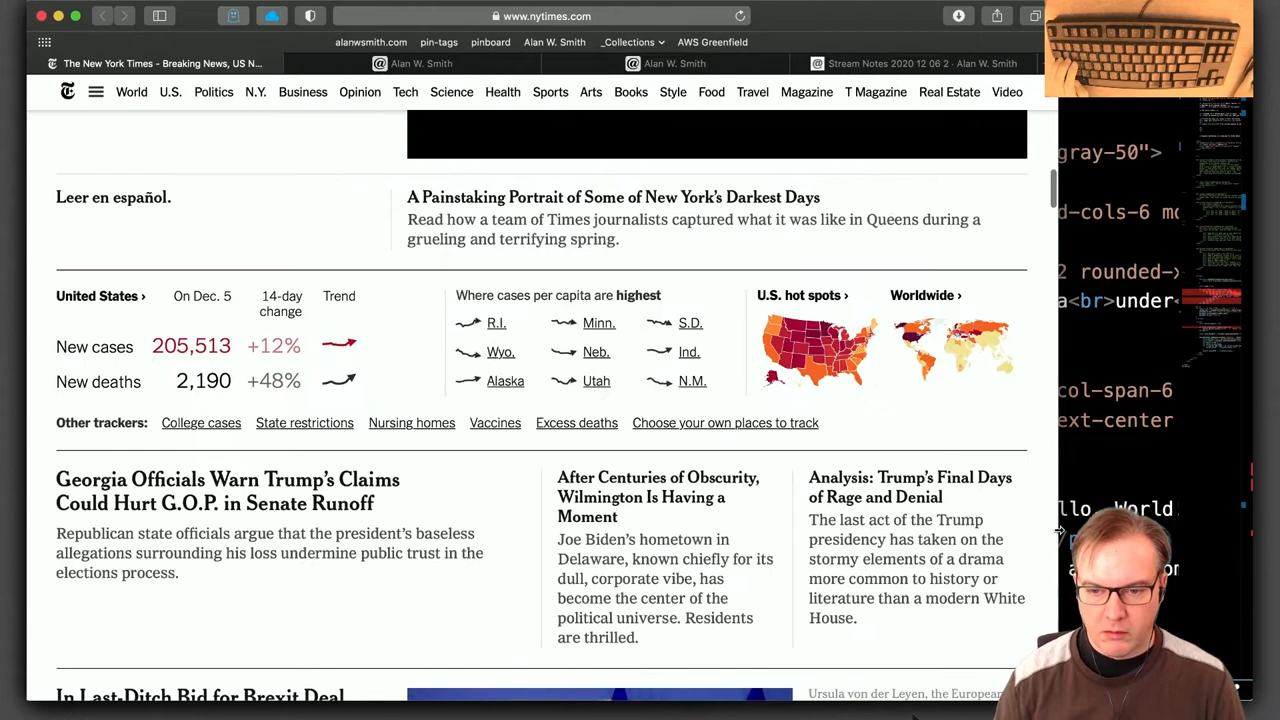 www.nytimes.com
alanwsmith.com pin-tags pinboard Alan W. Smith _Collections AWS Greenfield
The New York Times - Breaking News, US N... Alan W. Smith Alan W. Smith Stream Notes 2020 12 06 2 · Alan W. Smith
World U.S. Politics N.Y. Business Opinion Tech Science Health Sports Arts Books Style Food Travel Magazine T Magazine Real Estate Video
Leer en español.
A Painstaking Portrait of Some of New York's Darkest Days
Read how a team of Times journalists captured what it was like in Queens during a
grueling and terrifying spring.
United States › On Dec. 5 14-day
change Trend
New cases 205,513 +12%
New deaths 2,190 +48%
Where cases per capita are highest
R.I. Minn. S.D.
Wyo. Neb. Ind.
Alaska Utah N.M.
U.S. hot spots › Worldwide ›
Other trackers: College cases State restrictions Nursing homes Vaccines Excess deaths Choose your own places to track
Georgia Officials Warn Trump's Claims
Could Hurt G.O.P. in Senate Runoff
Republican state officials argue that the president's baseless
allegations surrounding his loss undermine public trust in the
elections process.
After Centuries of Obscurity,
Wilmington Is Having a
Moment
Joe Biden's hometown in
Delaware, known chiefly for its
dull, corporate vibe, has
become the center of the
political universe. Residents
are thrilled.
Analysis: Trump's Final Days
of Rage and Denial
The last act of the Trump
presidency has taken on the
stormy elements of a drama
more common to history or
literature than a modern White
House.
In Last-Ditch Bid for Brexit Deal
Ursula von der Leyen, the European
gray-50">
d-cols-6
2 rounded-
<br>under
col-span-6
ext-center
World